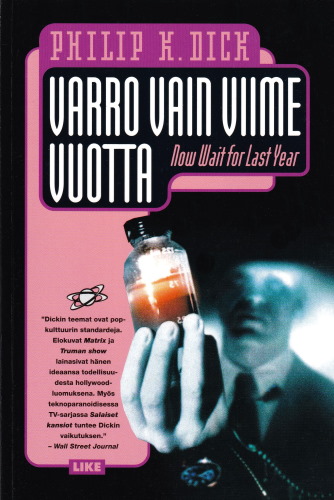 PHILIP K. DICK
VARRO VAIN VIIME
VUOTTA
Now Wait for Last Year
"Dickin teemat ovat pop-
kulttuurin standardeja.
Elokuvat Matrix ja
Truman show
lainasivat hänen
ideaansa todellisuu-
desta hollywood-
luomuksena. Myös
teknoparanoidisessa
TV-sarjassa Salaiset
kansiot tuntee Dickin
vaikutuksen."
– Wall Street Journal
LIKE